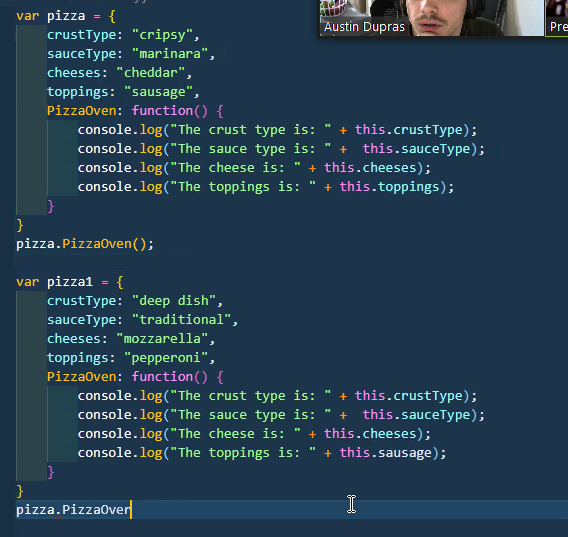 var pizza = {
Austin Dupras
Pre
crustType: "cripsy",
sauceType: "marinara",
cheeses: "cheddar",
toppings: "sausage",
PizzaOven: function() {
console.log("The crust type is: " + this.crustType);
console.log("The sauce type is: " +  this.sauceType);
console.log("The cheese is: " + this.cheeses);
console.log("The toppings is: " + this.toppings);
}
}
pizza.PizzaOven();
var pizza1 = {
crustType: "deep dish",
sauceType: "traditional",
cheeses: "mozzarella",
toppings: "pepperoni",
PizzaOven: function() {
console.log("The crust type is: " + this.crustType);
console.log("The sauce type is: " +  this.sauceType);
console.log("The cheese is: " + this.cheeses);
console.log("The toppings is: " + this.sausage);
}
}
pizza.PizzaOver